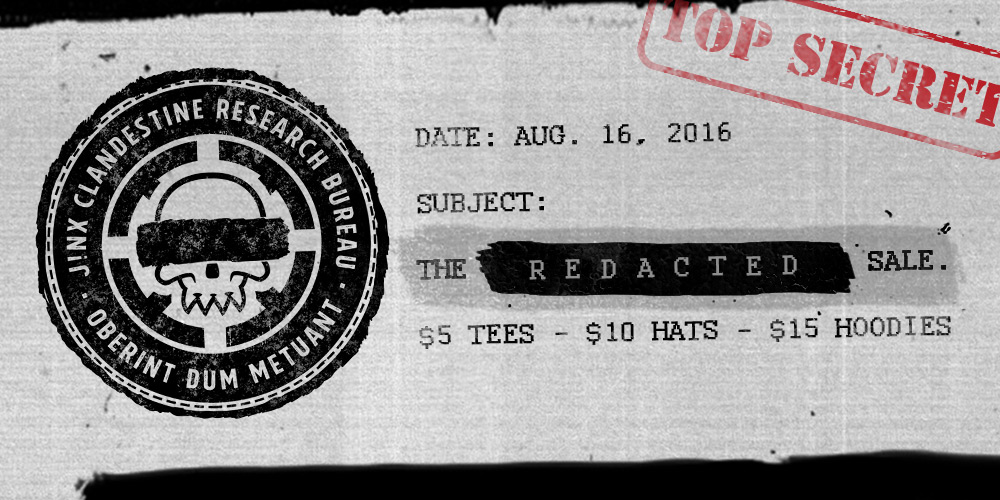 TOP SECRET
J!NX CLANDESTINE RESEARCH BUREAU
· OBERINT DUM METUANT ·
DATE: AUG. 16, 2016
SUBJECT:
THE REDACTED SALE.
$5 TEES - $10 HATS - $15 HOODIES